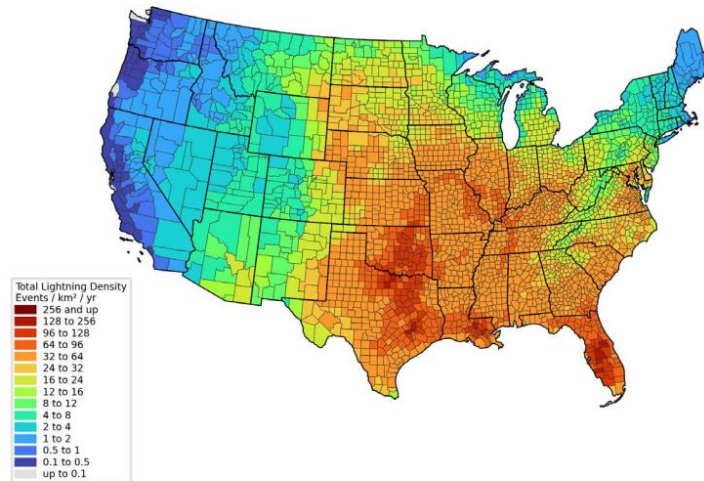 Total Lightning Density
Events / km² / yr
256 and up
128 to 256
96 to 128
64 to 96
32 to 64
24 to 32
16 to 24
12 to 16
8 to 12
4 to 8
2 to 4
1 to 2
0.5 to 1
0.1 to 0.5
up to 0.1